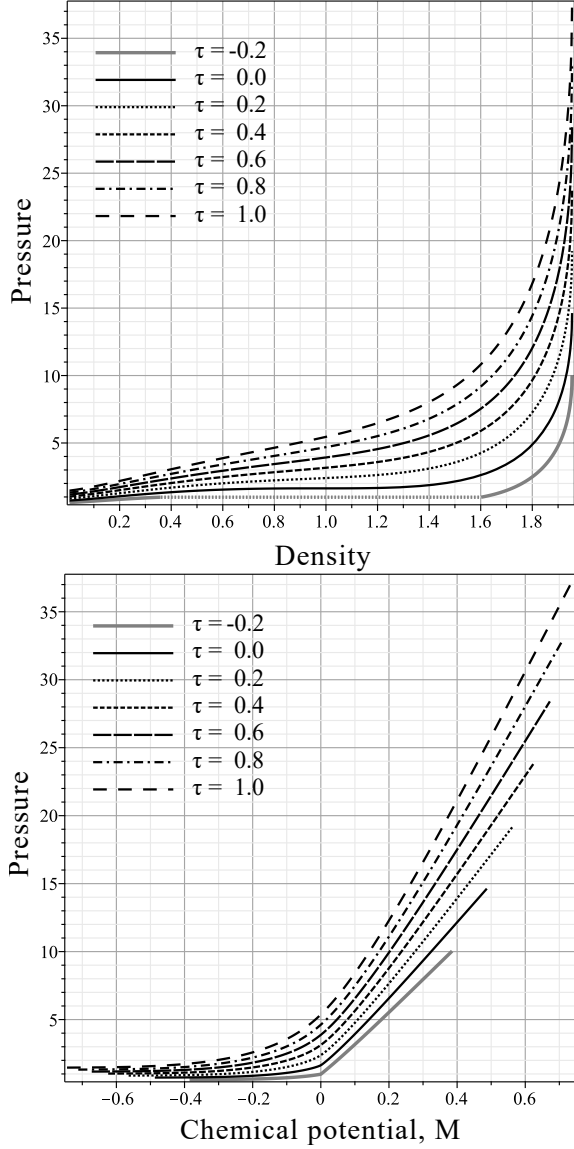 35
30
25
20
15
10
5
Pressure
τ = -0.2
τ = 0.0
τ = 0.2
τ = 0.4
τ = 0.6
τ = 0.8
τ = 1.0
0.2 0.4 0.6 0.8 1.0 1.2 1.4 1.6 1.8
Density
35
30
25
20
15
10
5
Pressure
τ = -0.2
τ = 0.0
τ = 0.2
τ = 0.4
τ = 0.6
τ = 0.8
τ = 1.0
−0.6 −0.4 −0.2 0 0.2 0.4 0.6
Chemical potential, M